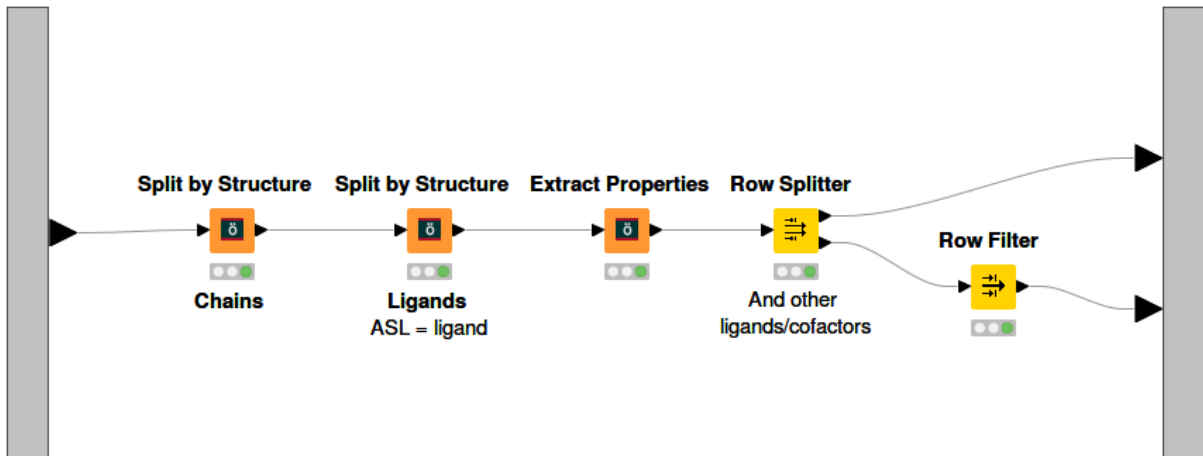 Split by Structure
Split by Structure
Extract Properties
Row Splitter
Row Filter
ö
ö
ö
Chains
Ligands
ASL = ligand
And other
ligands/cofactors